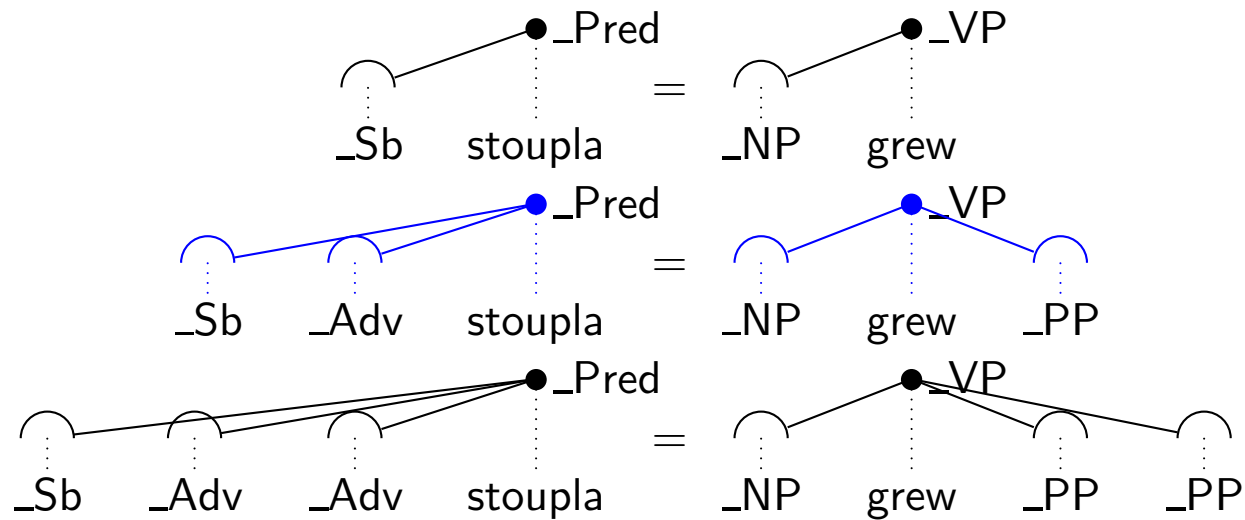 _Pred = _VP
_Sb stoupla _NP grew
_Pred = _VP
_Sb _Adv stoupla _NP grew _PP
_Pred = _VP
_Sb _Adv _Adv stoupla _NP grew _PP _PP